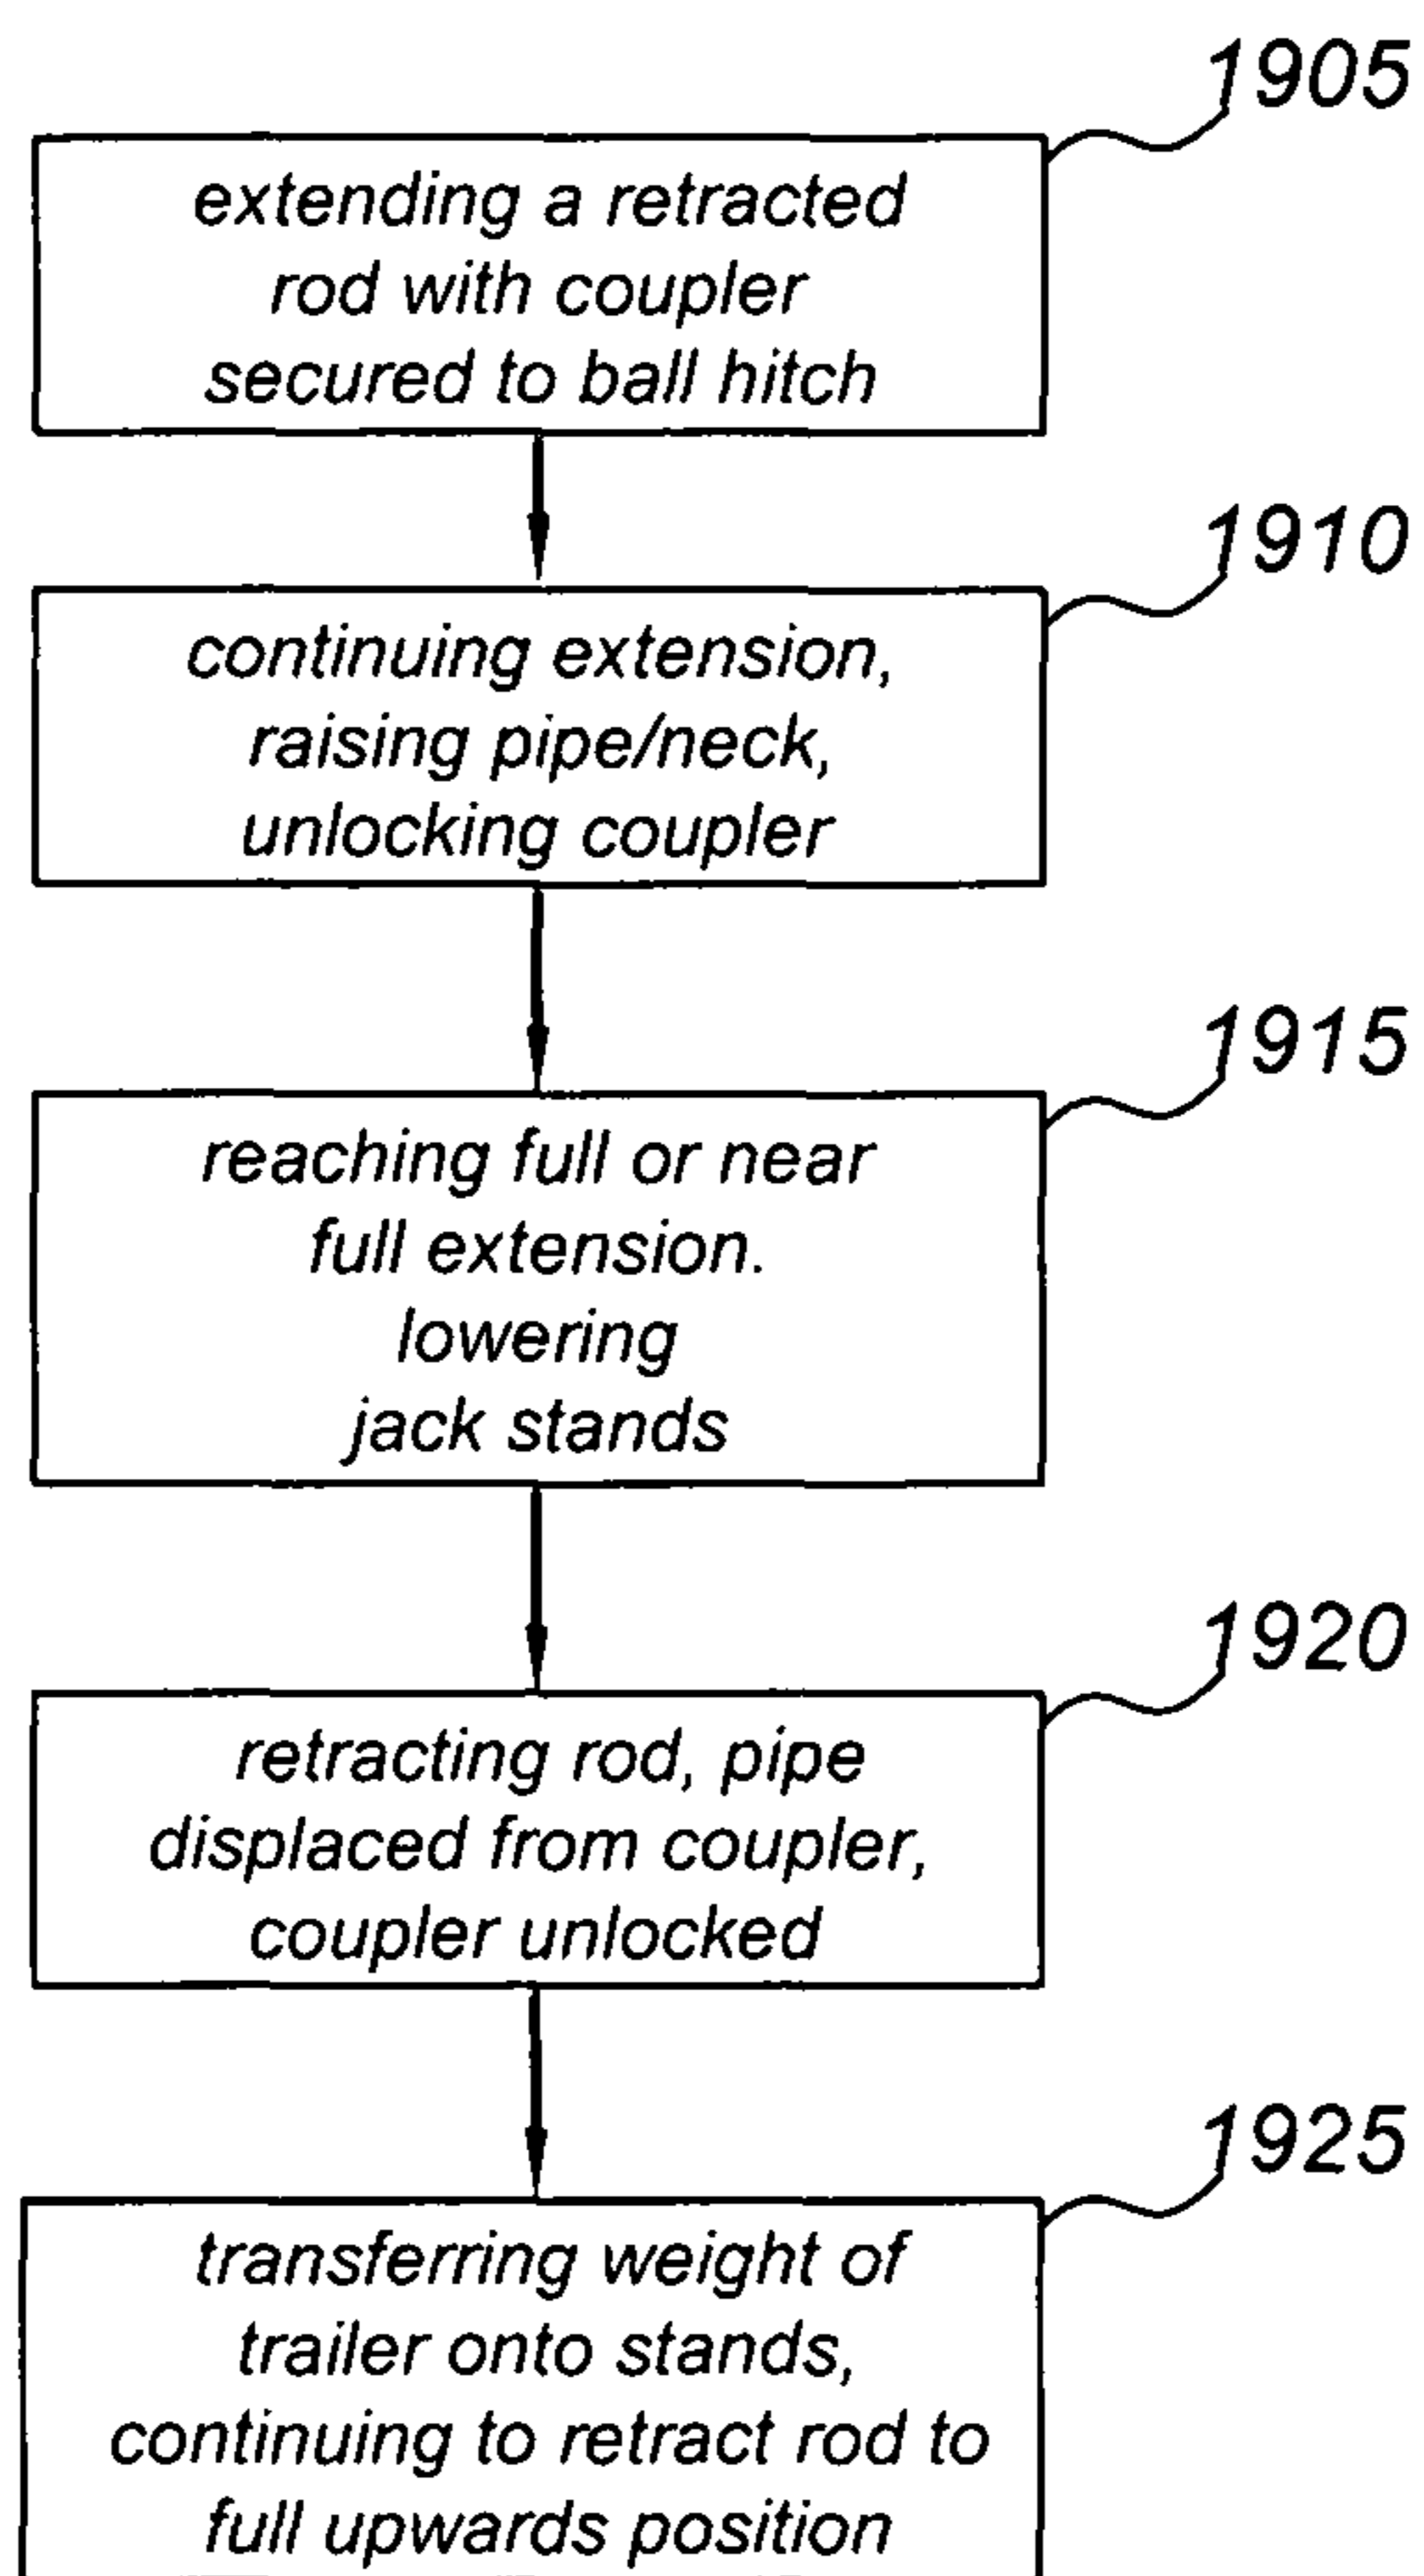 1905
extending a retracted
rod with coupler
secured to ball hitch
1910
continuing extension,
raising pipe/neck,
unlocking coupler
1915
reaching full or near
full extension.
lowering
jack stands
1920
retracting rod, pipe
displaced from coupler,
coupler unlocked
1925
transferring weight of
trailer onto stands,
continuing to retract rod to
full upwards position